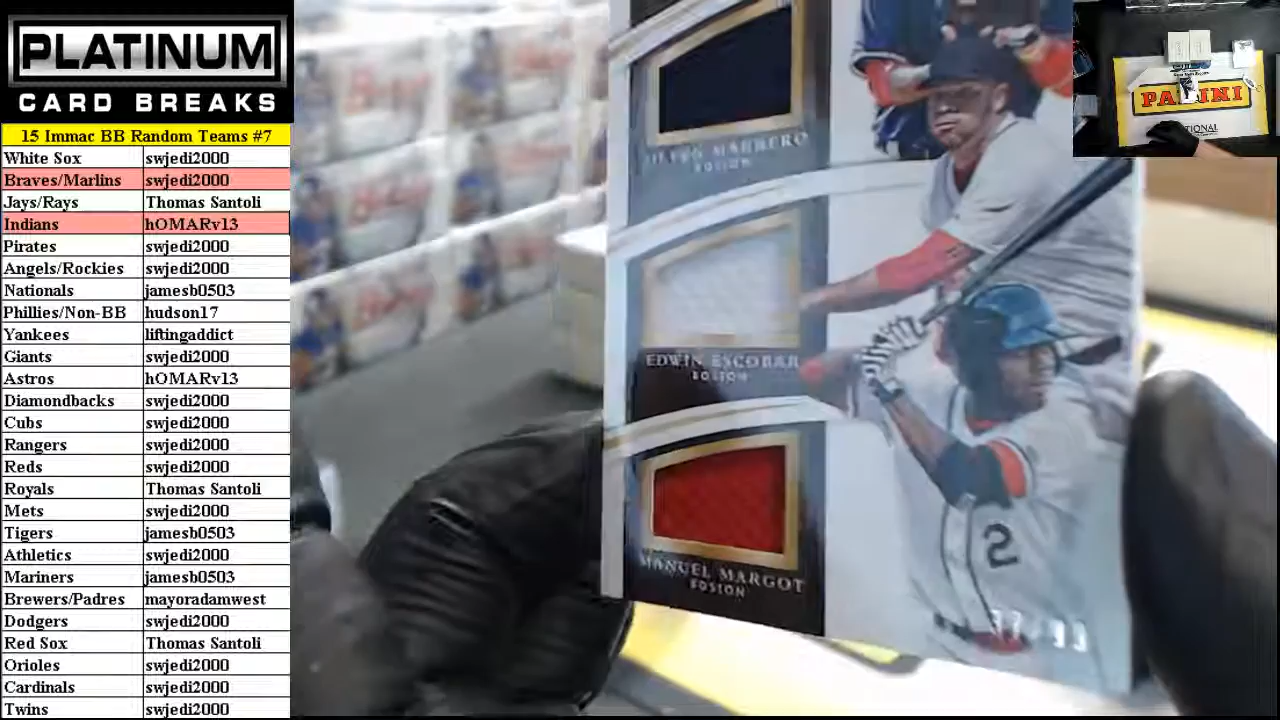 PLATINUM
CARD BREAKS
15 Immac BB Random Teams #7
White Sox swjedi2000
Braves/Marlins swjedi2000
Jays/Rays Thomas Santoli
Indians hOMARv13
Pirates swjedi2000
Angels/Rockies swjedi2000
Nationals jamesb0503
Phillies/Non-BB hudson17
Yankees liftingaddict
Giants swjedi2000
Astros hOMARv13
Diamondbacks swjedi2000
Cubs swjedi2000
Rangers swjedi2000
Reds swjedi2000
Royals Thomas Santoli
Mets swjedi2000
Tigers jamesb0503
Athletics swjedi2000
Mariners jamesb0503
Brewers/Padres mayoradamwest
Dodgers swjedi2000
Red Sox Thomas Santoli
Orioles swjedi2000
Cardinals swjedi2000
Twins swjedi2000
MARRERO
BOSTON
EDWIN ESCOBAR
BOSTON
MANUEL MARGOT
BOSTON
2
PANINI